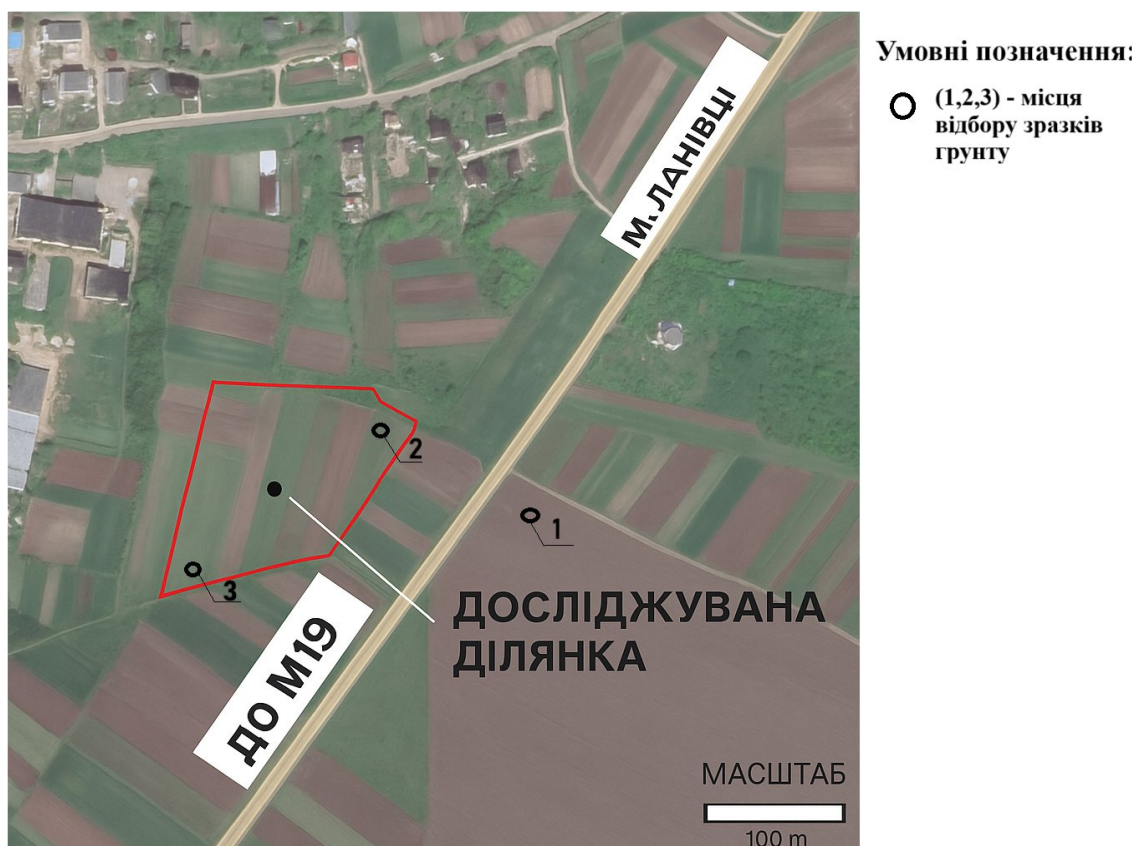 Умовні позначення:
(1,2,3) - місця
відбору зразків
грунту
М.ЛАНІВЦІ
2
1
3
ДОСЛІДЖУВАНА
ДІЛЯНКА
ДО М19
МАСШТАБ
100 m